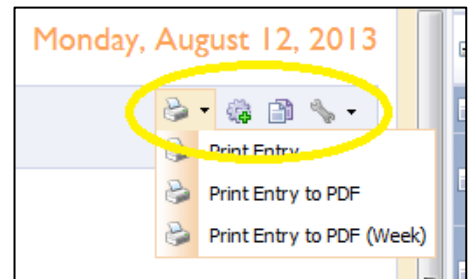 Monday, August 12, 2013
Print Entry
Print Entry to PDF
Print Entry to PDF (Week)